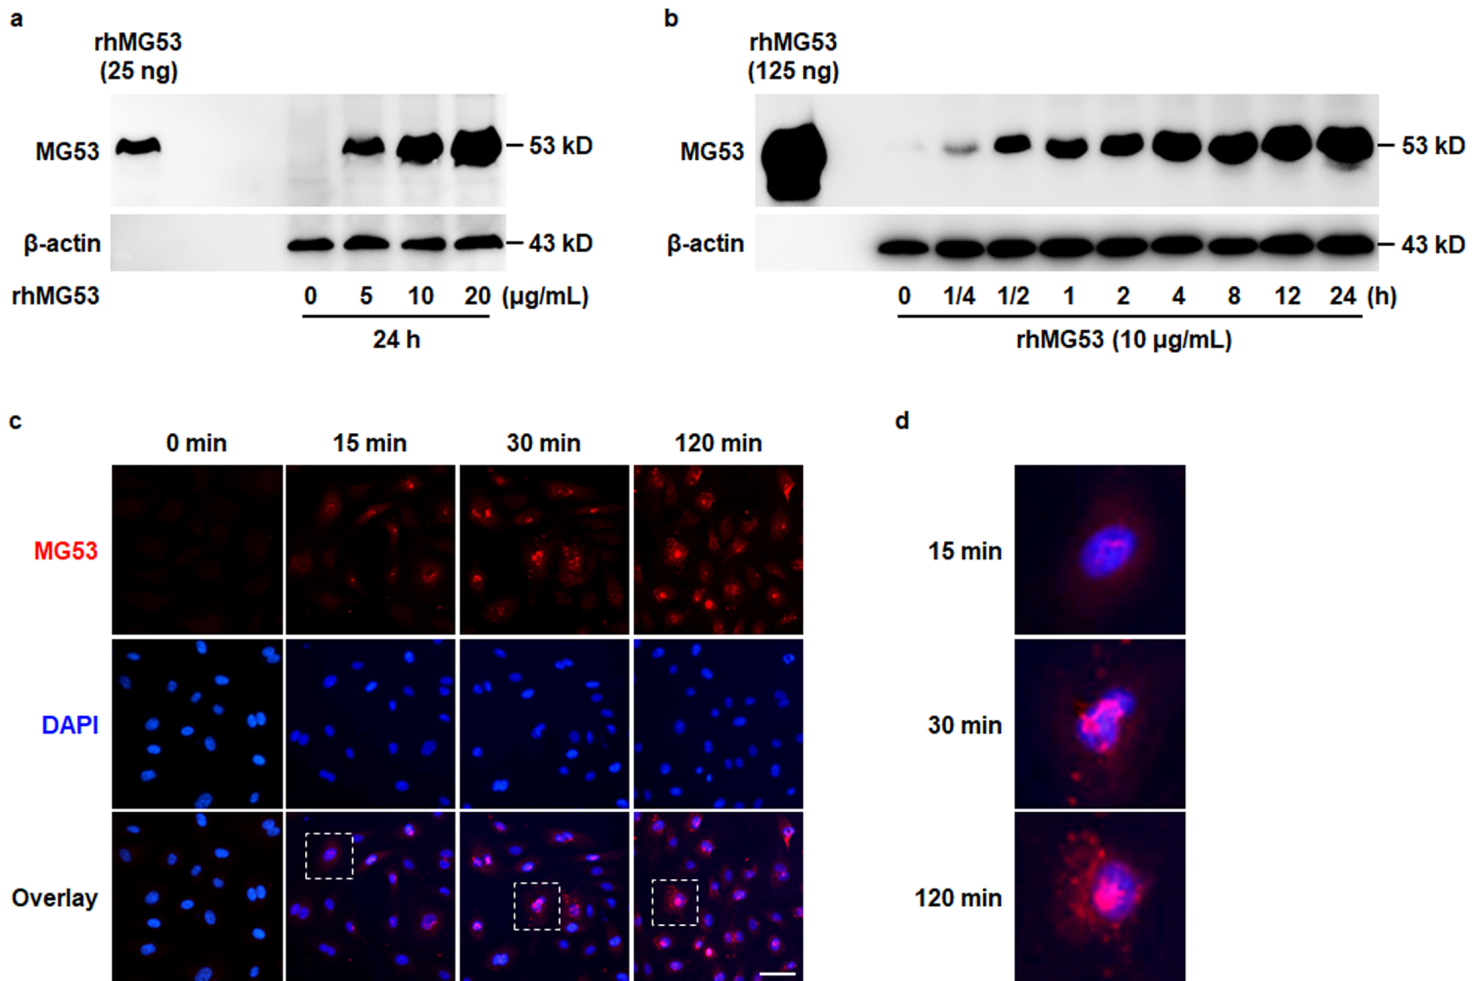 a
rhMG53
(25 ng)
MG53
53 kD
β-actin
43 kD
rhMG53
0 5 10 20 (µg/mL)
24 h
b
rhMG53
(125 ng)
MG53
53 kD
β-actin
43 kD
0 1/4 1/2 1 2 4 8 12 24 (h)
rhMG53 (10 µg/mL)
c
0 min 15 min 30 min 120 min
MG53
DAPI
Overlay
d
15 min
30 min
120 min